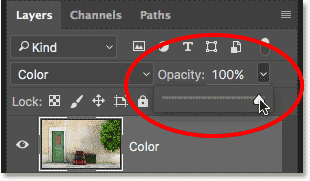 Layers Channels Paths
Kind
Color Opacity: 100%
Lock:
Color